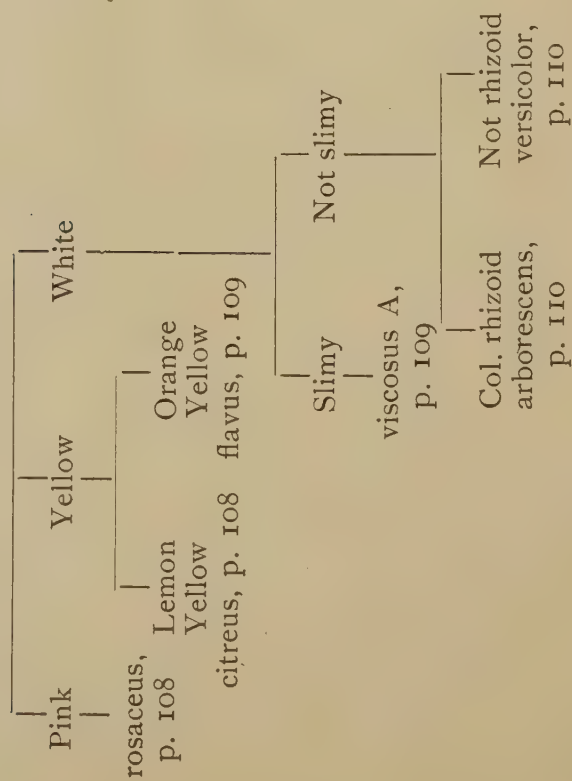 Pink
Yellow
White
rosaceus,
p. 108
Lemon
Yellow
citreus, p. 108
Orange
Yellow
flavus, p. 109
Slimy
viscosus A,
p. 109
Not slimy
Col. rhizoid
arborescens,
p. 110
Not rhizoid
versicolor,
p. 110